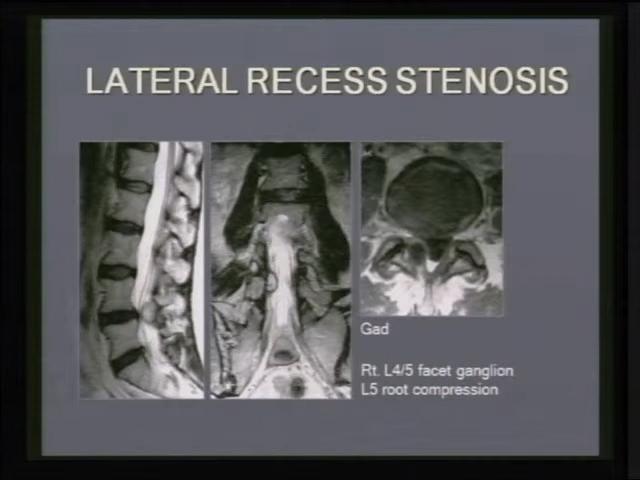 LATERAL RECESS STENOSIS
Gad
Rt. L4/5 facet ganglion
L5 root compression